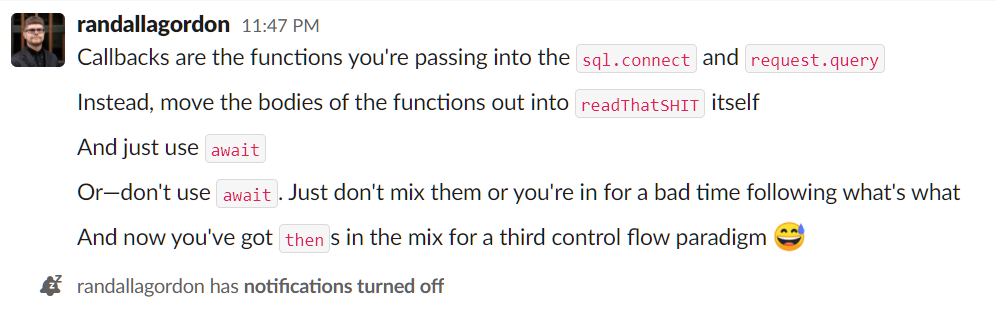 randallagordon 11:47 PM
Callbacks are the functions you're passing into the sql.connect and request.query
Instead, move the bodies of the functions out into readThatSHIT itself
And just use await
Or—don't use await. Just don't mix them or you're in for a bad time following what's what
And now you've got thens in the mix for a third control flow paradigm 😅
randallagordon has notifications turned off